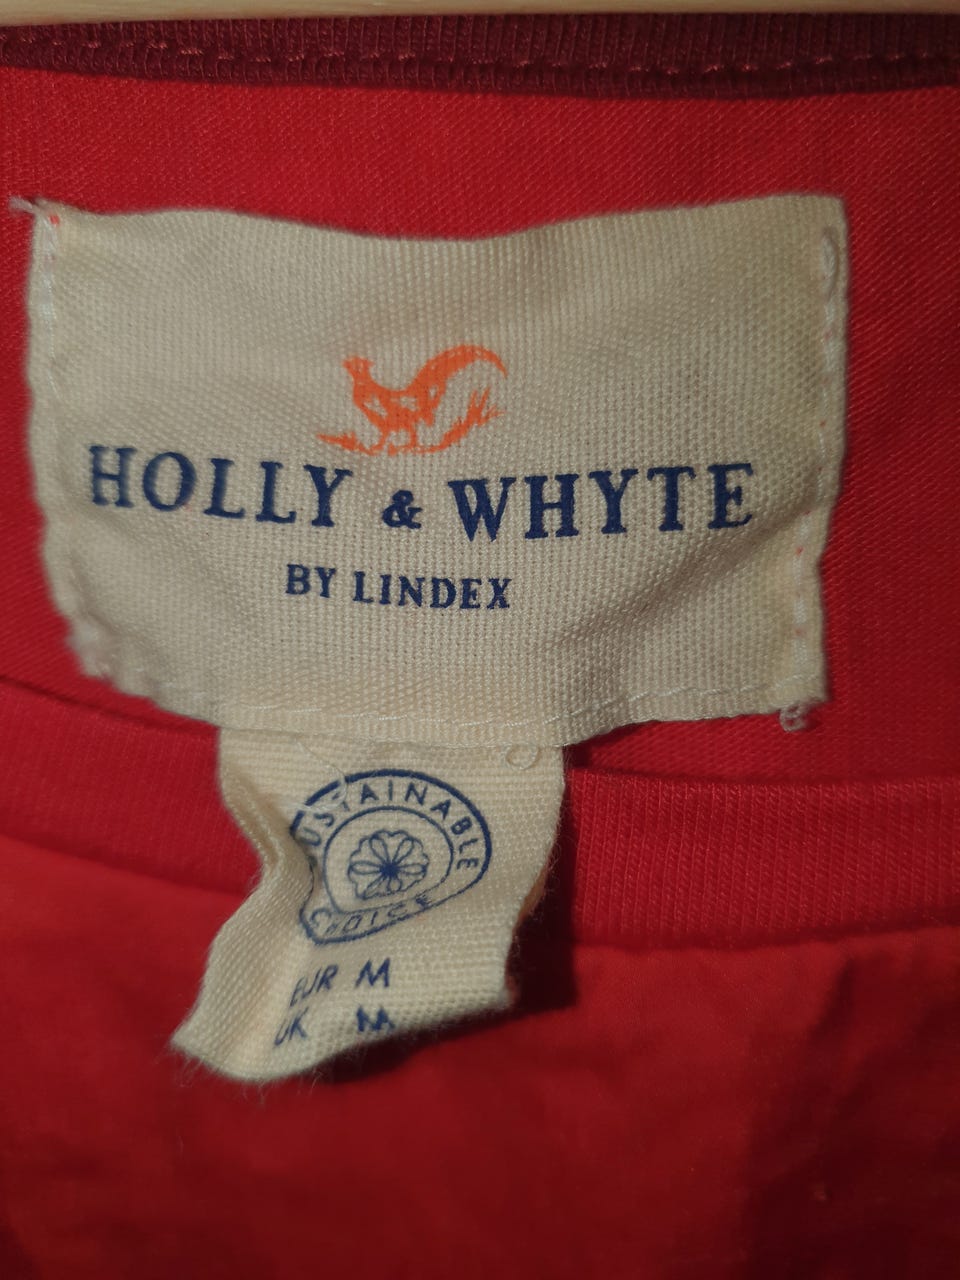 HOLLY & WHYTE
BY LINDEX
SUSTAINABLE
CHOICE
EUR M
UK M